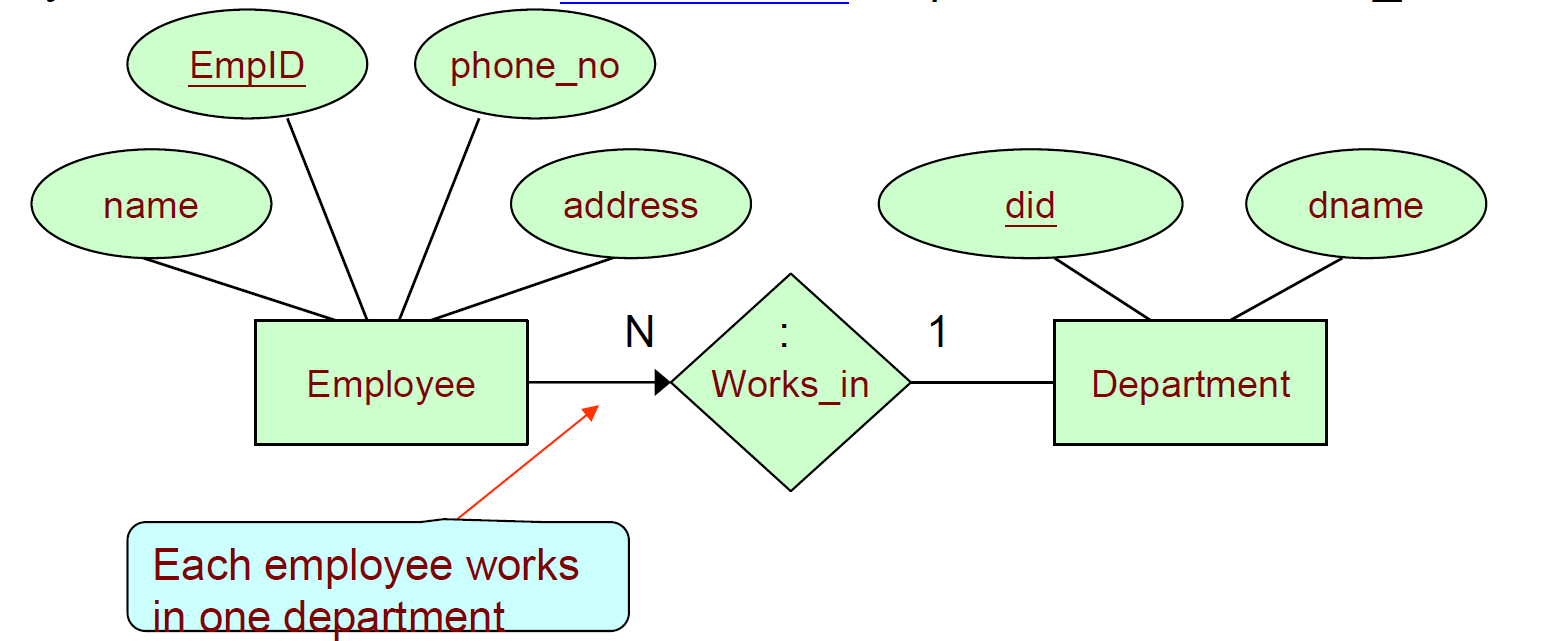 EmpID
phone_no
name
address
did
dname
N : 1
Employee
Works_in
Department
Each employee works
in one department